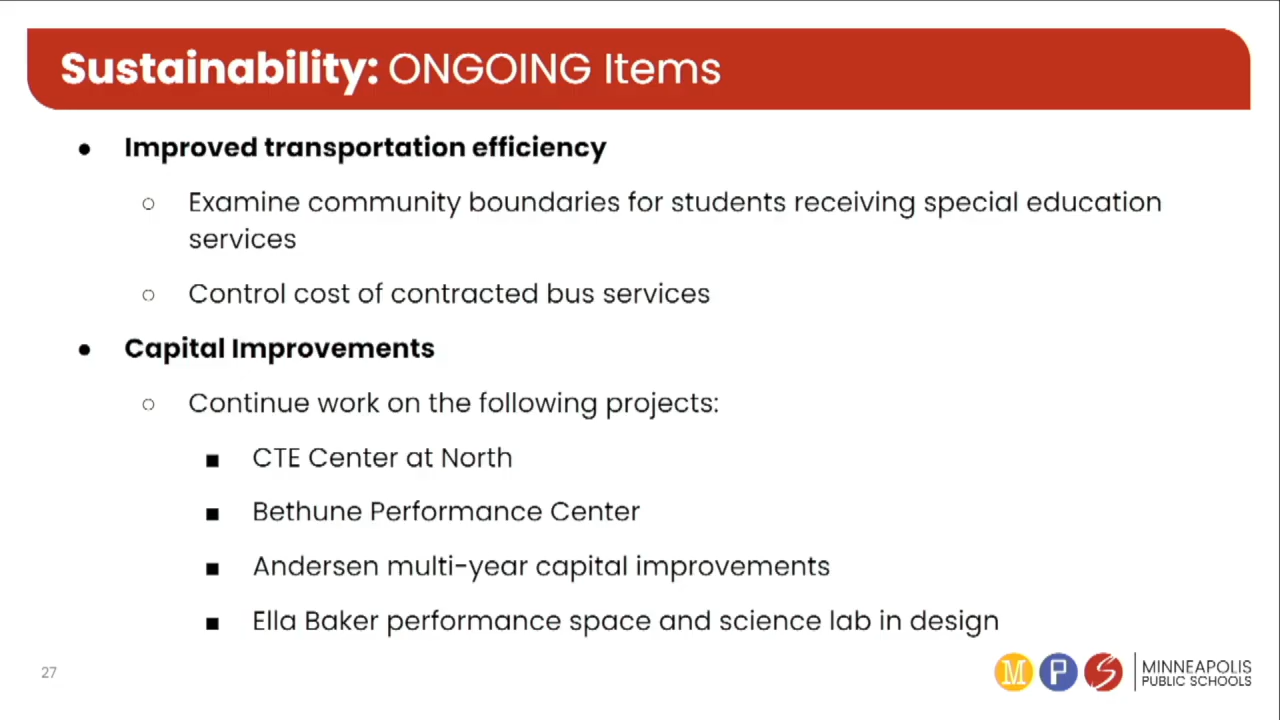 Sustainability: ONGOING Items
● Improved transportation efficiency
○ Examine community boundaries for students receiving special education
services
○ Control cost of contracted bus services
● Capital Improvements
○ Continue work on the following projects:
■ CTE Center at North
■ Bethune Performance Center
■ Andersen multi-year capital improvements
■ Ella Baker performance space and science lab in design
27
M P S
MINNEAPOLIS
PUBLIC SCHOOLS